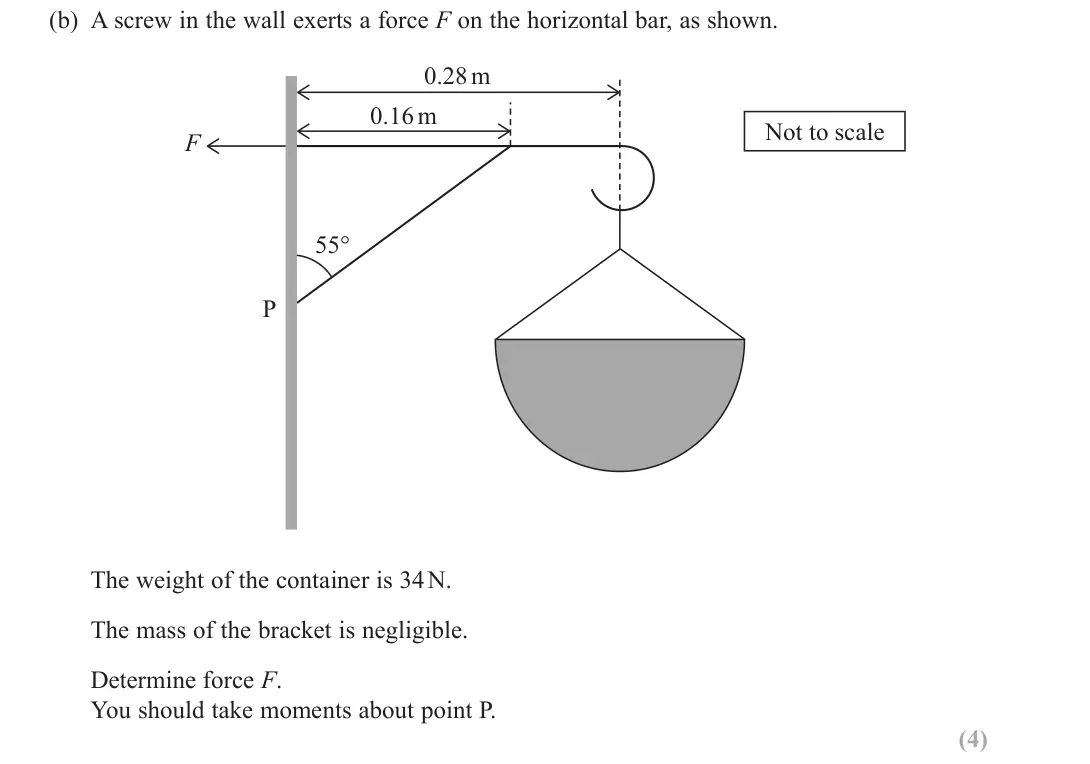 (b) A screw in the wall exerts a force F on the horizontal bar, as shown.
0.28 m
0.16 m
F
Not to scale
55°
P
The weight of the container is 34 N.
The mass of the bracket is negligible.
Determine force F.
You should take moments about point P.
(4)